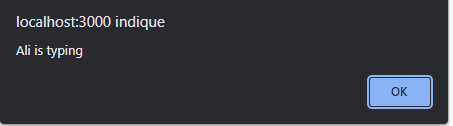 localhost:3000 indique
Ali is typing
OK